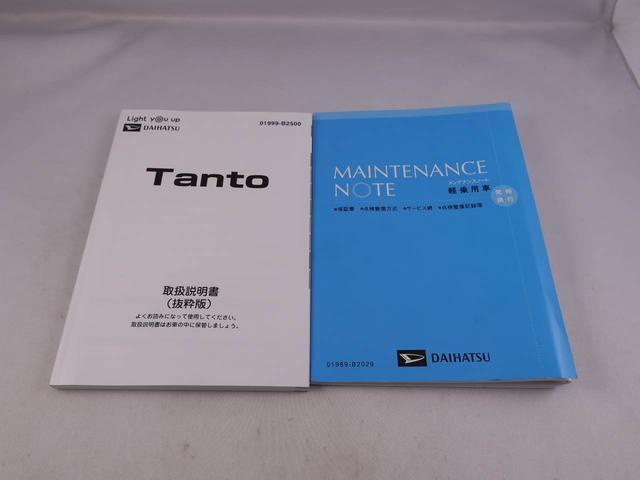 Light you up
DAIHATSU
01999-B2500
Tanto
取扱説明書
(抜粋版)
よくお読みになって使用してください。
取扱説明書はお車の中に保管しましょう。
MAINTENANCE
NOTE
メンテナンスノート
軽乗用車
●保証書 ●点検整備方式 ●サービス網 ●点検整備記録簿
携行
DAIHATSU
01989-B2029